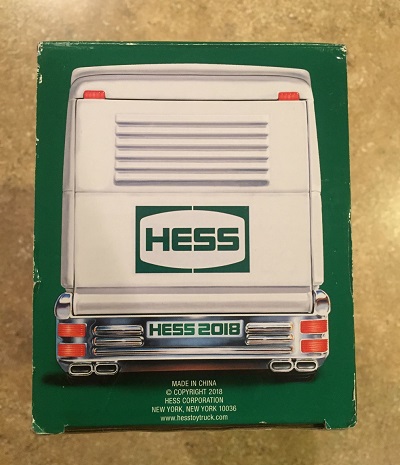 HESS
HESS 2018
MADE IN CHINA
© COPYRIGHT 2018
HESS CORPORATION
NEW YORK, NEW YORK 10036
www.hesstoytruck.com